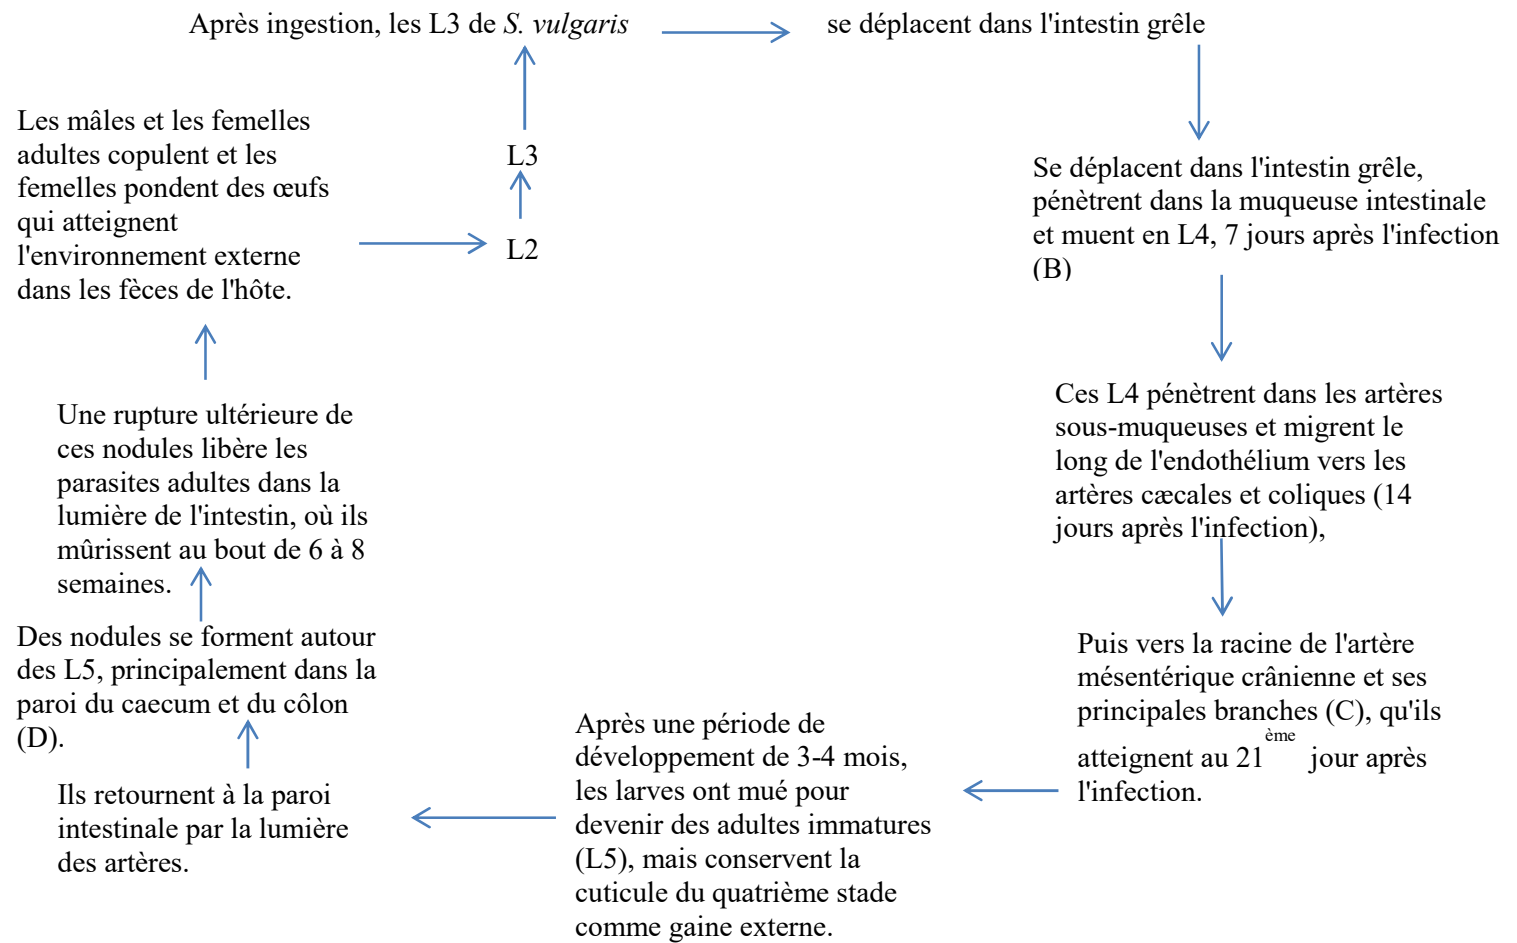 Après ingestion, les L3 de S. vulgaris
se déplacent dans l'intestin grêle
Se déplacent dans l'intestin grêle,
pénètrent dans la muqueuse intestinale
et muent en L4, 7 jours après l'infection
(B)
Ces L4 pénètrent dans les artères
sous-muqueuses et migrent le
long de l'endothélium vers les
artères cæcales et coliques (14
jours après l'infection),
Puis vers la racine de l'artère
mésentérique crânienne et ses
principales branches (C), qu'ils
atteignent au 21ème jour après
l'infection.
Après une période de
développement de 3-4 mois,
les larves ont mué pour
devenir des adultes immatures
(L5), mais conservent la
cuticule du quatrième stade
comme gaine externe.
Ils retournent à la paroi
intestinale par la lumière
des artères.
Des nodules se forment autour
des L5, principalement dans la
paroi du caecum et du côlon
(D).
Une rupture ultérieure de
ces nodules libère les
parasites adultes dans la
lumière de l'intestin, où ils
mûrissent au bout de 6 à 8
semaines.
Les mâles et les femelles
adultes copulent et les
femelles pondent des œufs
qui atteignent
l'environnement externe
dans les fèces de l'hôte.
L2
L3